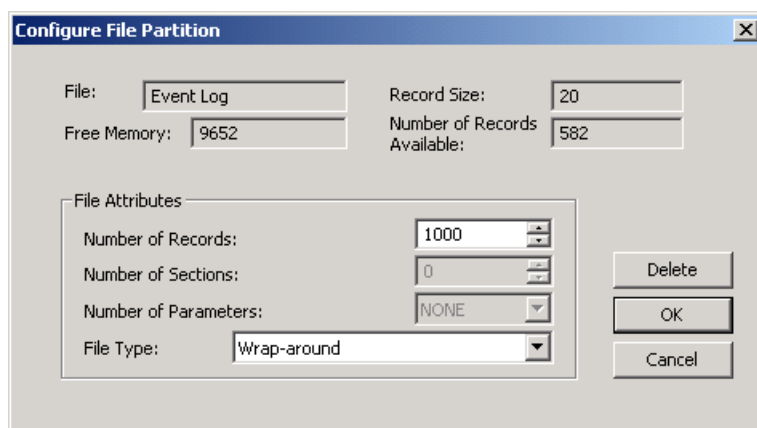 Configure File Partition
File: Event Log Record Size: 20
Free Memory: 9652 Number of Records Available: 582
File Attributes
Number of Records: 1000
Number of Sections: 0
Number of Parameters: NONE
File Type: Wrap-around
Delete
OK
Cancel